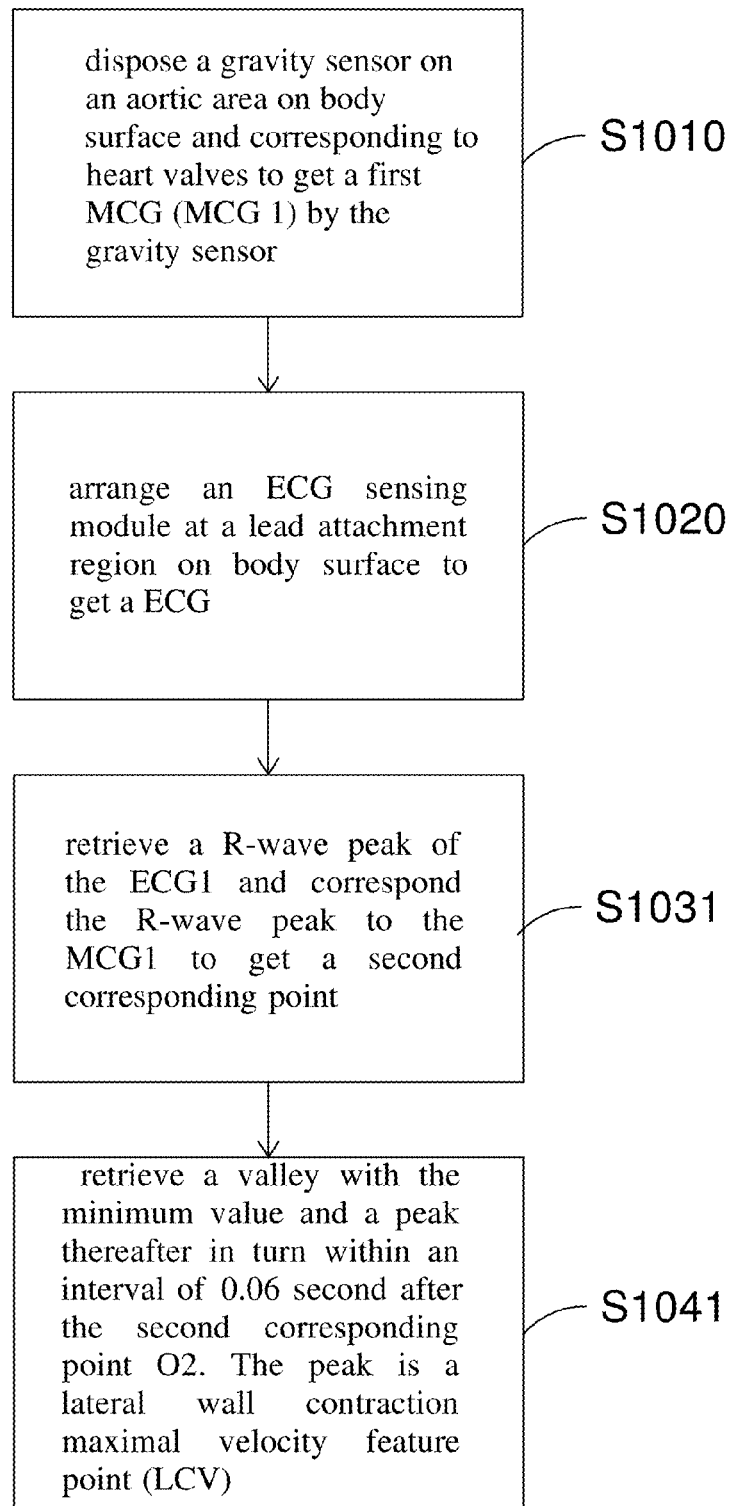 dispose a gravity sensor on
an aortic area on body
surface and corresponding to
heart valves to get a first
MCG (MCG 1) by the
gravity sensor
S1010
arrange an ECG sensing
module at a lead attachment
region on body surface to
get a ECG
S1020
retrieve a R-wave peak of
the ECG1 and correspond
the R-wave peak to the
MCG1 to get a second
corresponding point
S1031
retrieve a valley with the
minimum value and a peak
thereafter in turn within an
interval of 0.06 second after
the second corresponding
point O2. The peak is a
lateral wall contraction
maximal velocity feature
point (LCV)
S1041